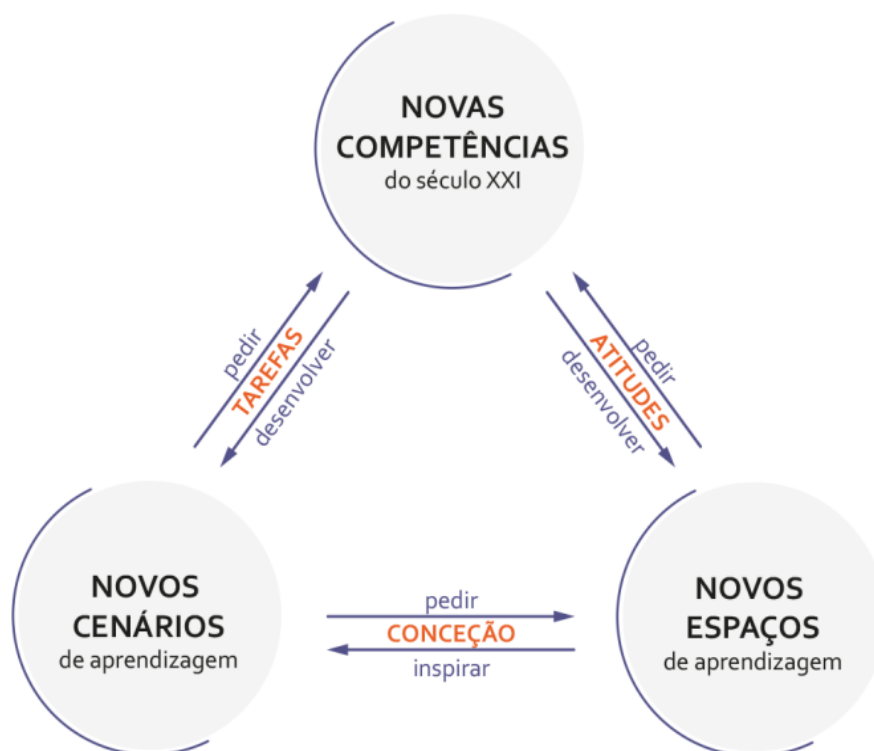 NOVAS
COMPETÊNCIAS
do século XXI
pedir
TAREFAS
desenvolver
pedir
ATITUDES
desenvolver
NOVOS
CENÁRIOS
de aprendizagem
pedir
CONCEÇÃO
inspirar
NOVOS
ESPAÇOS
de aprendizagem